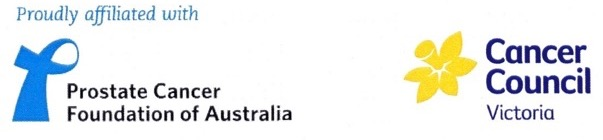 Proudly affiliated with
Prostate Cancer
Foundation of Australia
Cancer
Council
Victoria